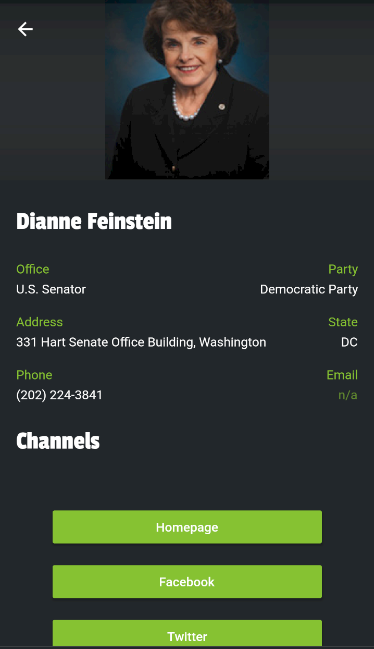 Dianne Feinstein
Office Party
U.S. Senator Democratic Party
Address State
331 Hart Senate Office Building, Washington DC
Phone Email
(202) 224-3841 n/a
Channels
Homepage
Facebook
Twitter